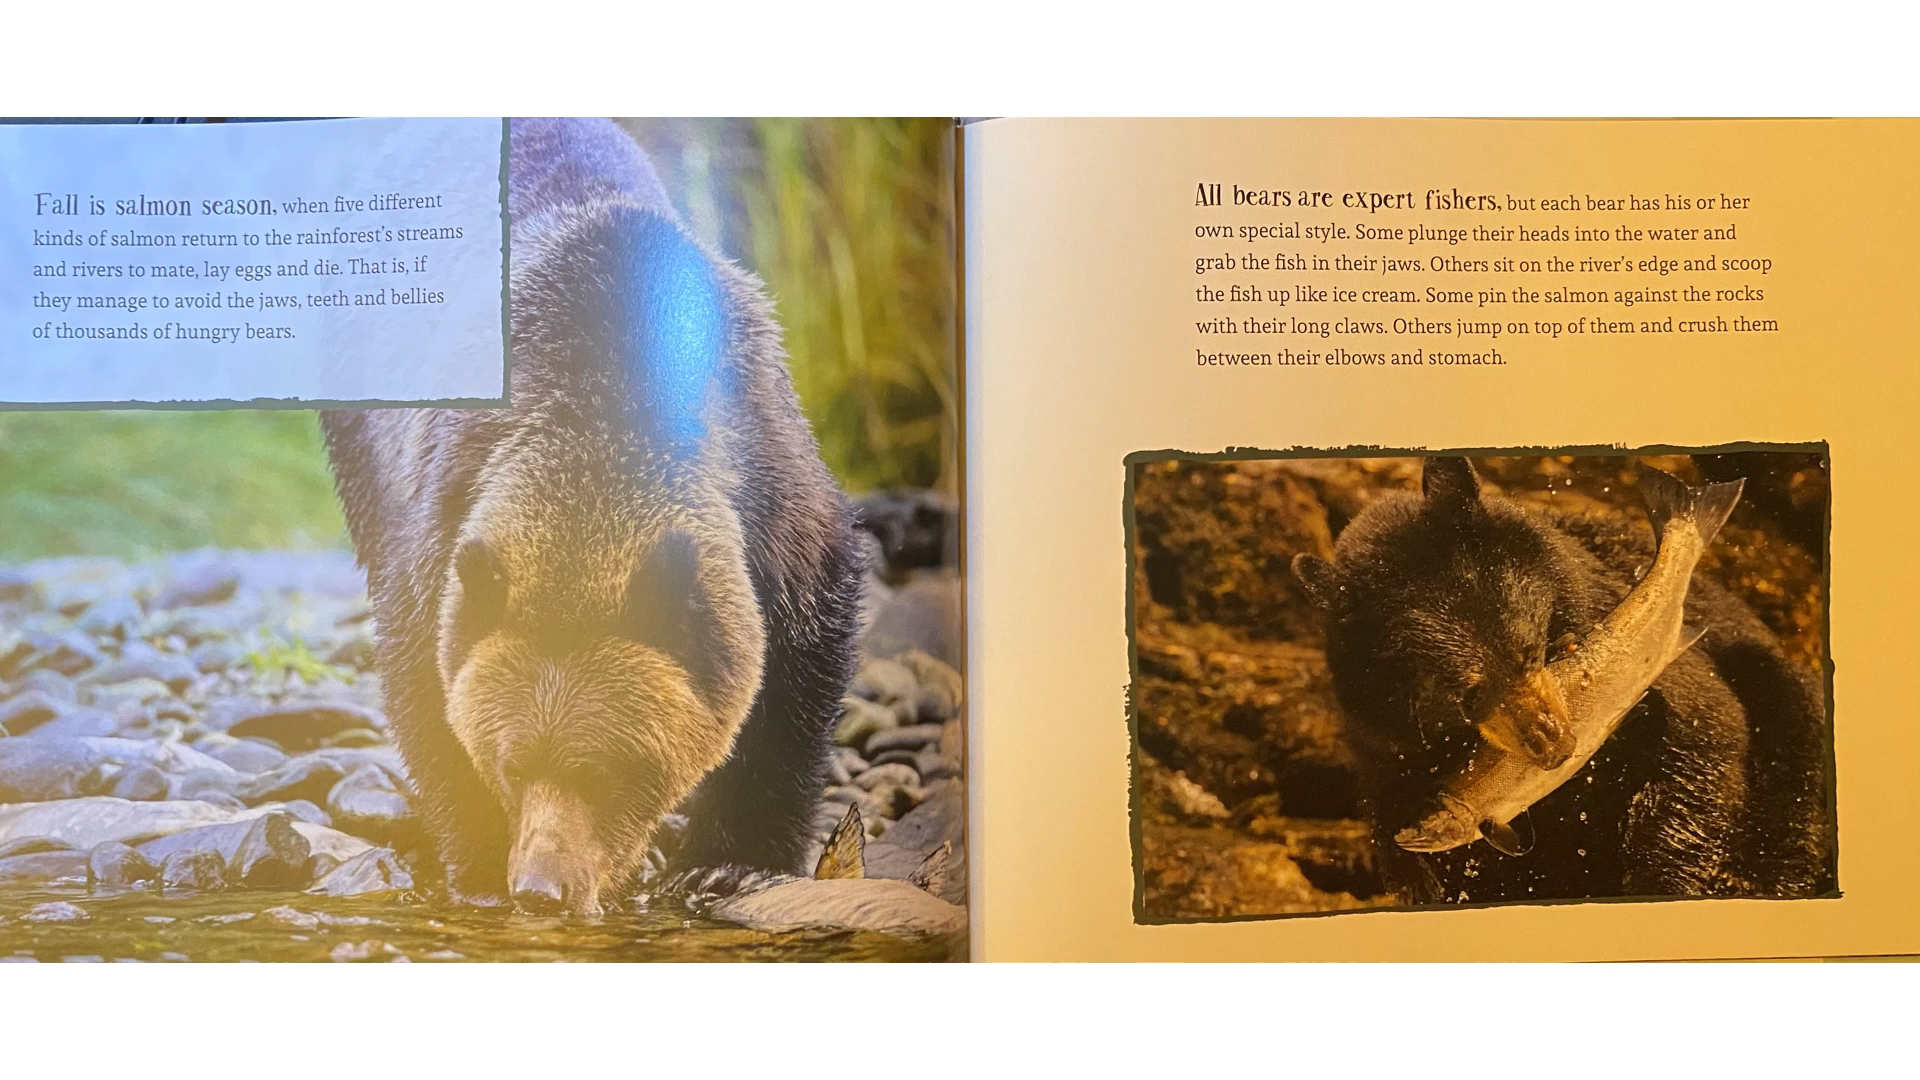 Fall is salmon season, when five different
kinds of salmon return to the rainforest's streams
and rivers to mate, lay eggs and die. That is, if
they manage to avoid the jaws, teeth and bellies
of thousands of hungry bears.
All bears are expert fishers, but each bear has his or her
own special style. Some plunge their heads into the water and
grab the fish in their jaws. Others sit on the river's edge and scoop
the fish up like ice cream. Some pin the salmon against the rocks
with their long claws. Others jump on top of them and crush them
between their elbows and stomach.